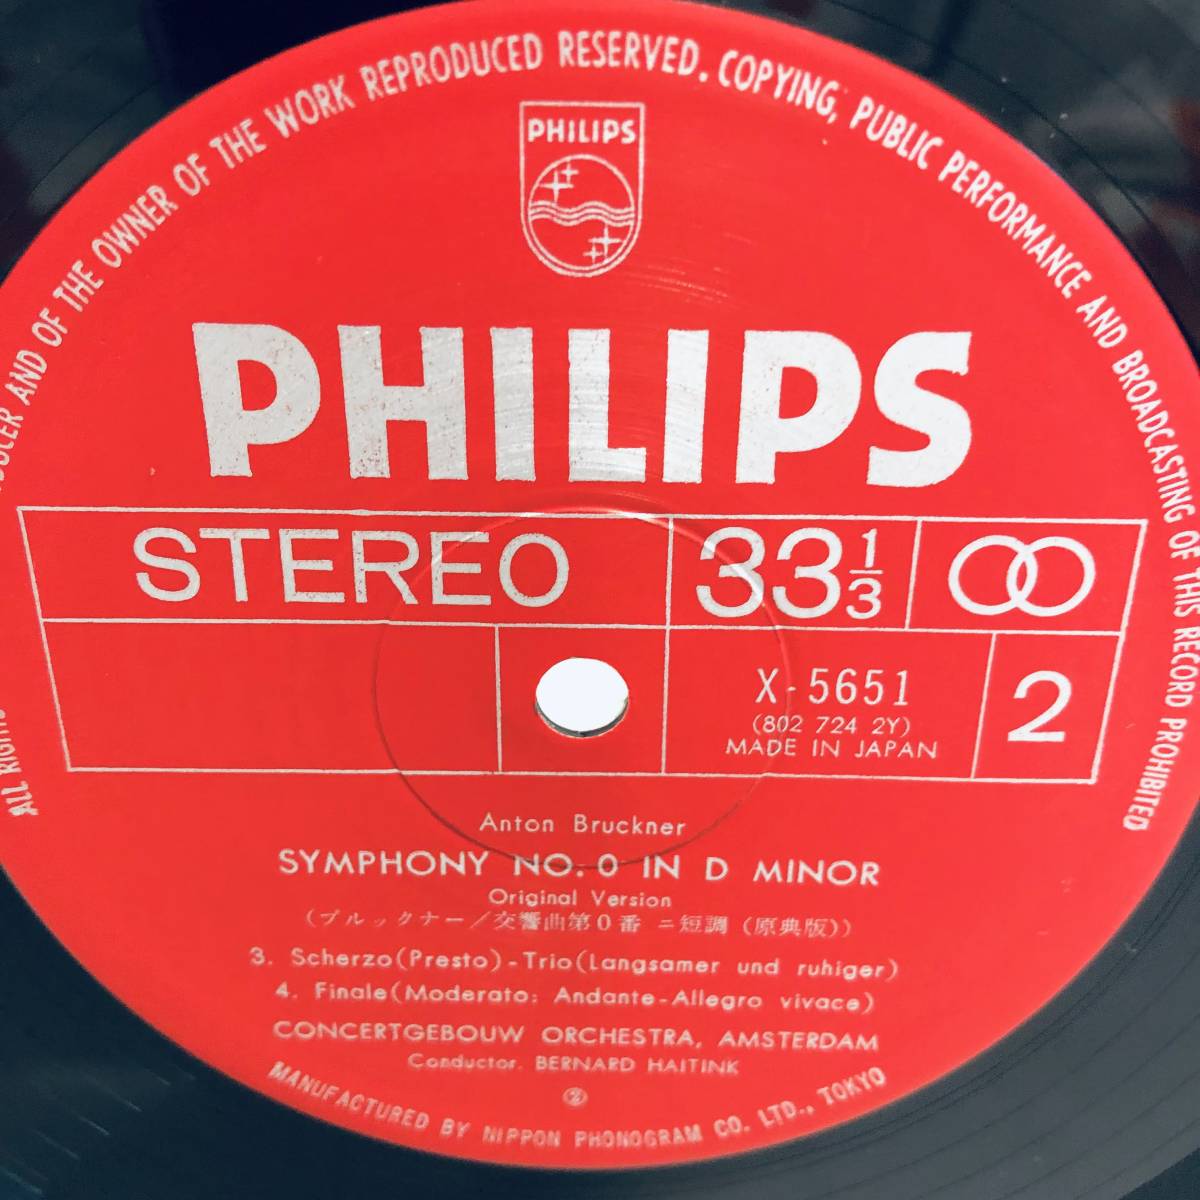 ALL RIGHTS
DUCER AND OF THE OWNER OF THE WORK REPRODUCED RESERVED. COPYING, PUBLIC PERFORMANCE AND BROADCASTING OF THIS RECORD PROHIBITED
PHILIPS
PHILIPS
STEREO 33 1/3
X-5651 2
(802 724 2Y)
MADE IN JAPAN
Anton Bruckner
SYMPHONY NO. 0 IN D MINOR
Original Version
(ブルックナー/交響曲第0番 ニ短調 (原典版))
3. Scherzo(Presto)-Trio(Langsamer und ruhiger)
4. Finale(Moderato: Andante-Allegro vivace)
CONCERTGEBOUW ORCHESTRA, AMSTERDAM
Conductor. BERNARD HAITINK
MANUFACTURED BY NIPPON PHONOGRAM CO. LTD., TOKYO